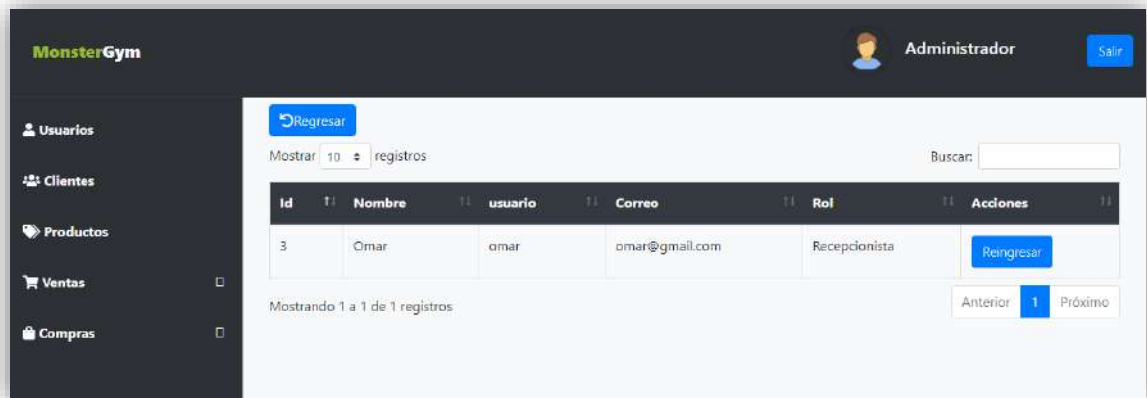 MonsterGym
Administrador
Salir
Usuarios
Clientes
Productos
Ventas
Compras
Regresar
Mostrar 10 registros
Buscar:
Id Nombre usuario Correo Rol Acciones
3 Omar omar omar@gmail.com Recepcionista Reingresar
Mostrando 1 a 1 de 1 registros
Anterior 1 Próximo